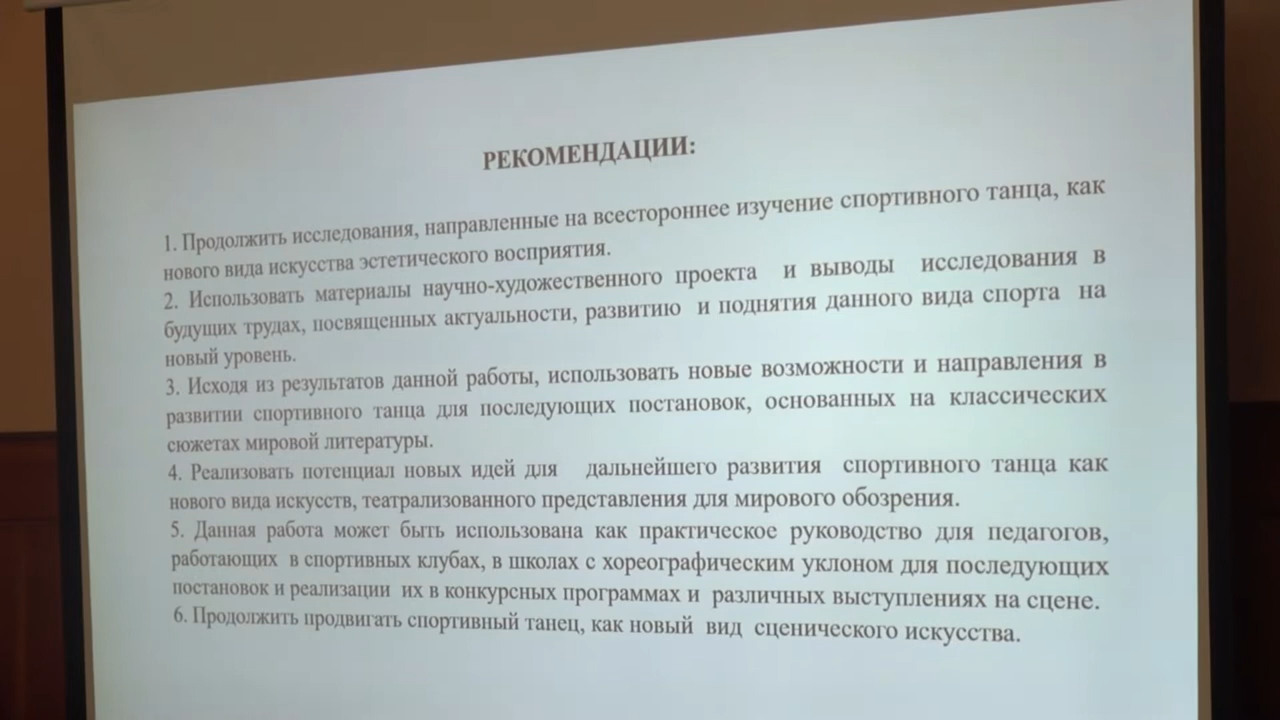 РЕКОМЕНДАЦИИ:
1. Продолжить исследования, направленные на всестороннее изучение спортивного танца, как
нового вида искусства эстетического восприятия.
2. Использовать материалы научно-художественного проекта и выводы исследования в
будущих трудах, посвященных актуальности, развитию и поднятия данного вида спорта на
новый уровень.
3. Исходя из результатов данной работы, использовать новые возможности и направления в
развитии спортивного танца для последующих постановок, основанных на классических
сюжетах мировой литературы.
4. Реализовать потенциал новых идей для дальнейшего развития спортивного танца как
нового вида искусств, театрализованного представления для мирового обозрения.
5. Данная работа может быть использована как практическое руководство для педагогов,
работающих в спортивных клубах, в школах с хореографическим уклоном для последующих
постановок и реализации их в конкурсных программах и различных выступлениях на сцене.
6. Продолжить продвигать спортивный танец, как новый вид сценического искусства.